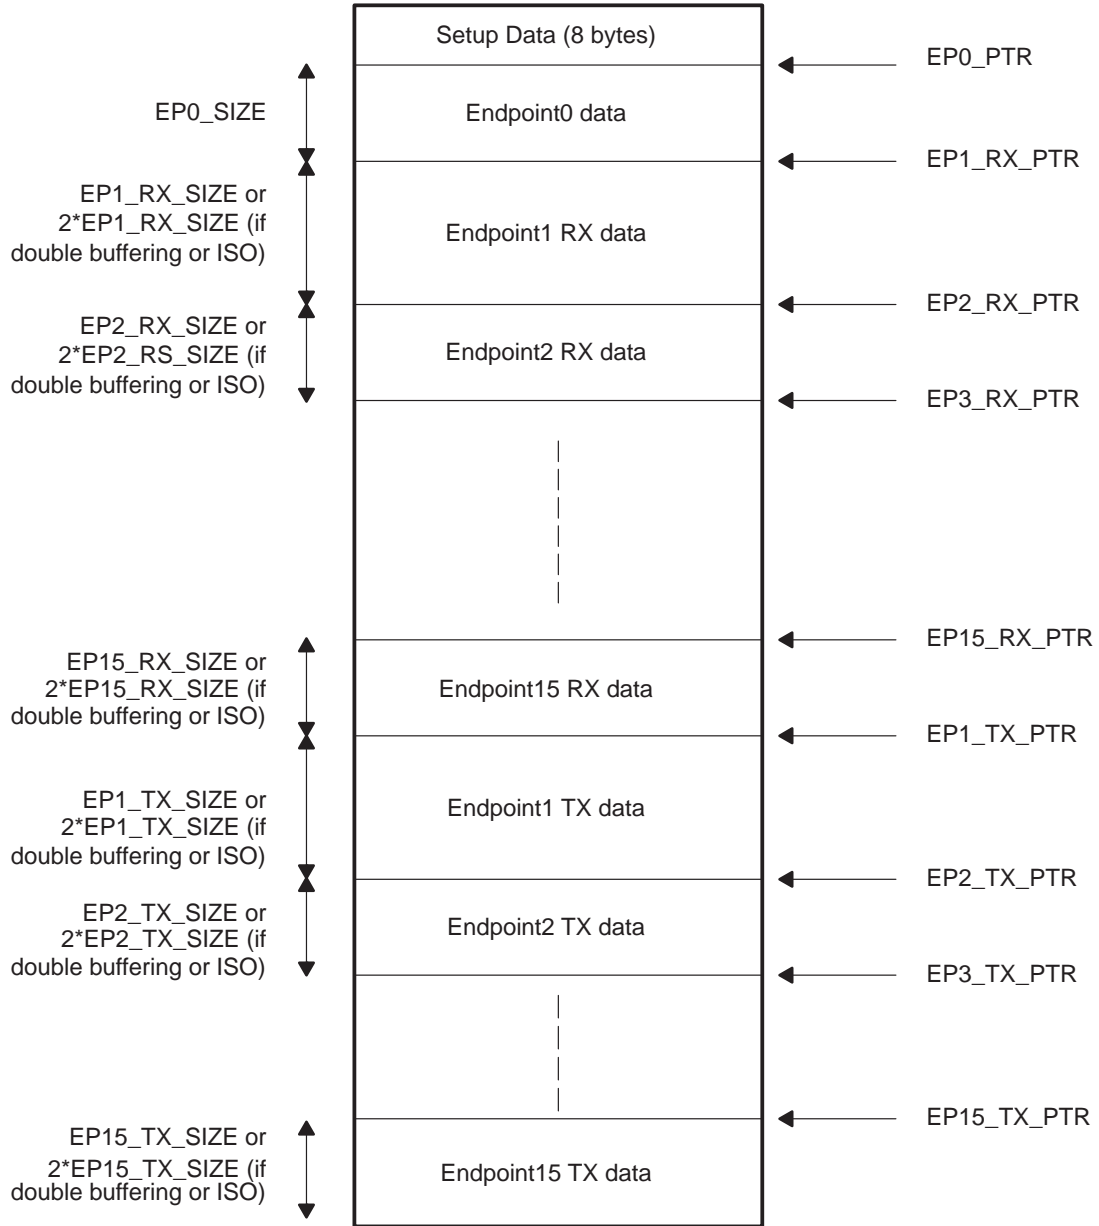 Setup Data (8 bytes)
EP0_PTR
EP0_SIZE
Endpoint0 data
EP1_RX_PTR
EP1_RX_SIZE or
2*EP1_RX_SIZE (if
double buffering or ISO)
Endpoint1 RX data
EP2_RX_PTR
EP2_RX_SIZE or
2*EP2_RS_SIZE (if
double buffering or ISO)
Endpoint2 RX data
EP3_RX_PTR
EP15_RX_PTR
EP15_RX_SIZE or
2*EP15_RX_SIZE (if
double buffering or ISO)
Endpoint15 RX data
EP1_TX_PTR
EP1_TX_SIZE or
2*EP1_TX_SIZE (if
double buffering or ISO)
Endpoint1 TX data
EP2_TX_PTR
EP2_TX_SIZE or
2*EP2_TX_SIZE (if
double buffering or ISO)
Endpoint2 TX data
EP3_TX_PTR
EP15_TX_PTR
EP15_TX_SIZE or
2*EP15_TX_SIZE (if
double buffering or ISO)
Endpoint15 TX data